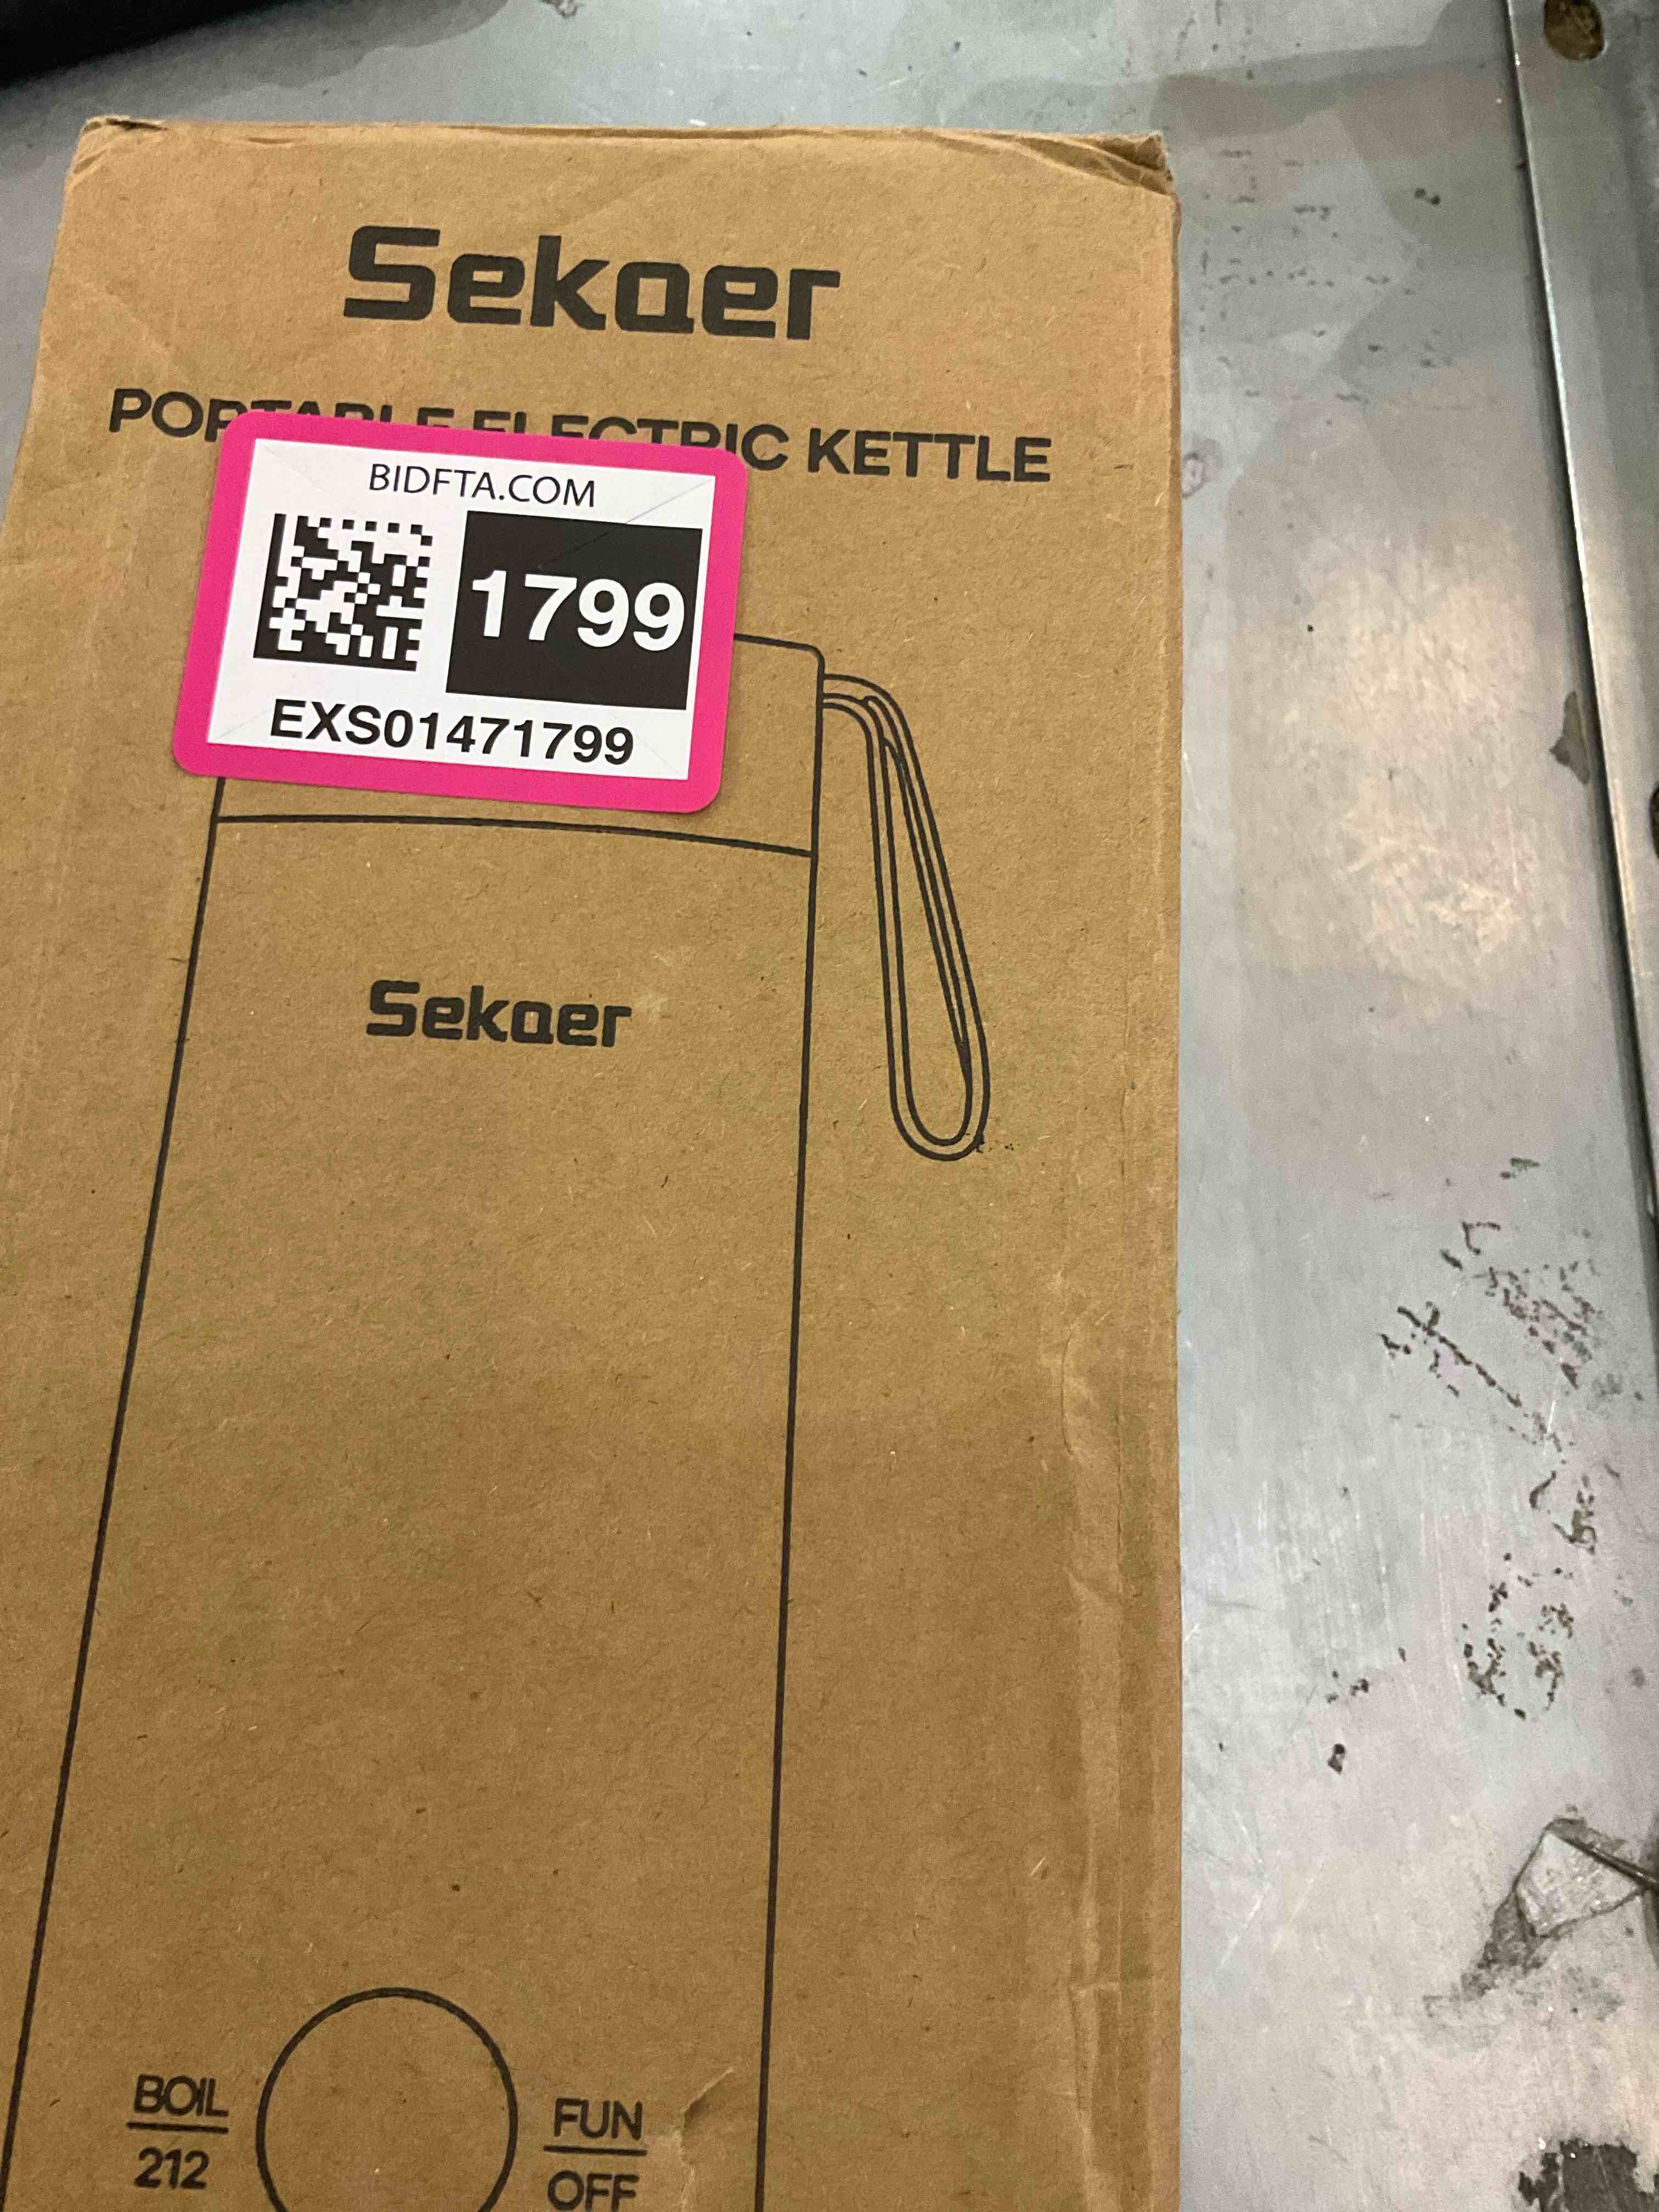 Sekaer
PORTABLE ELECTRIC KETTLE
BIDFTA.COM
1799
EXS01471799
Sekaer
BOIL
212
FUN
OFF